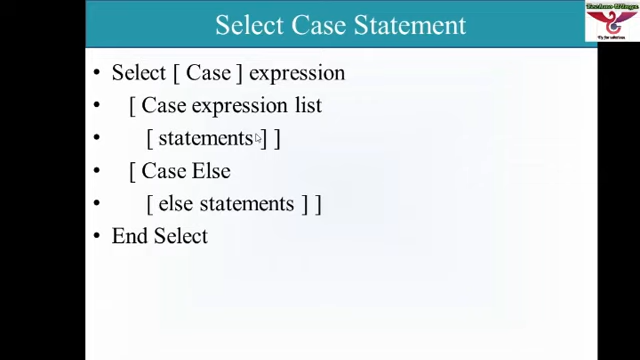 Select Case Statement
• Select [ Case ] expression
• [ Case expression list
• [ statements ] ]
• [ Case Else
• [ else statements ] ]
• End Select